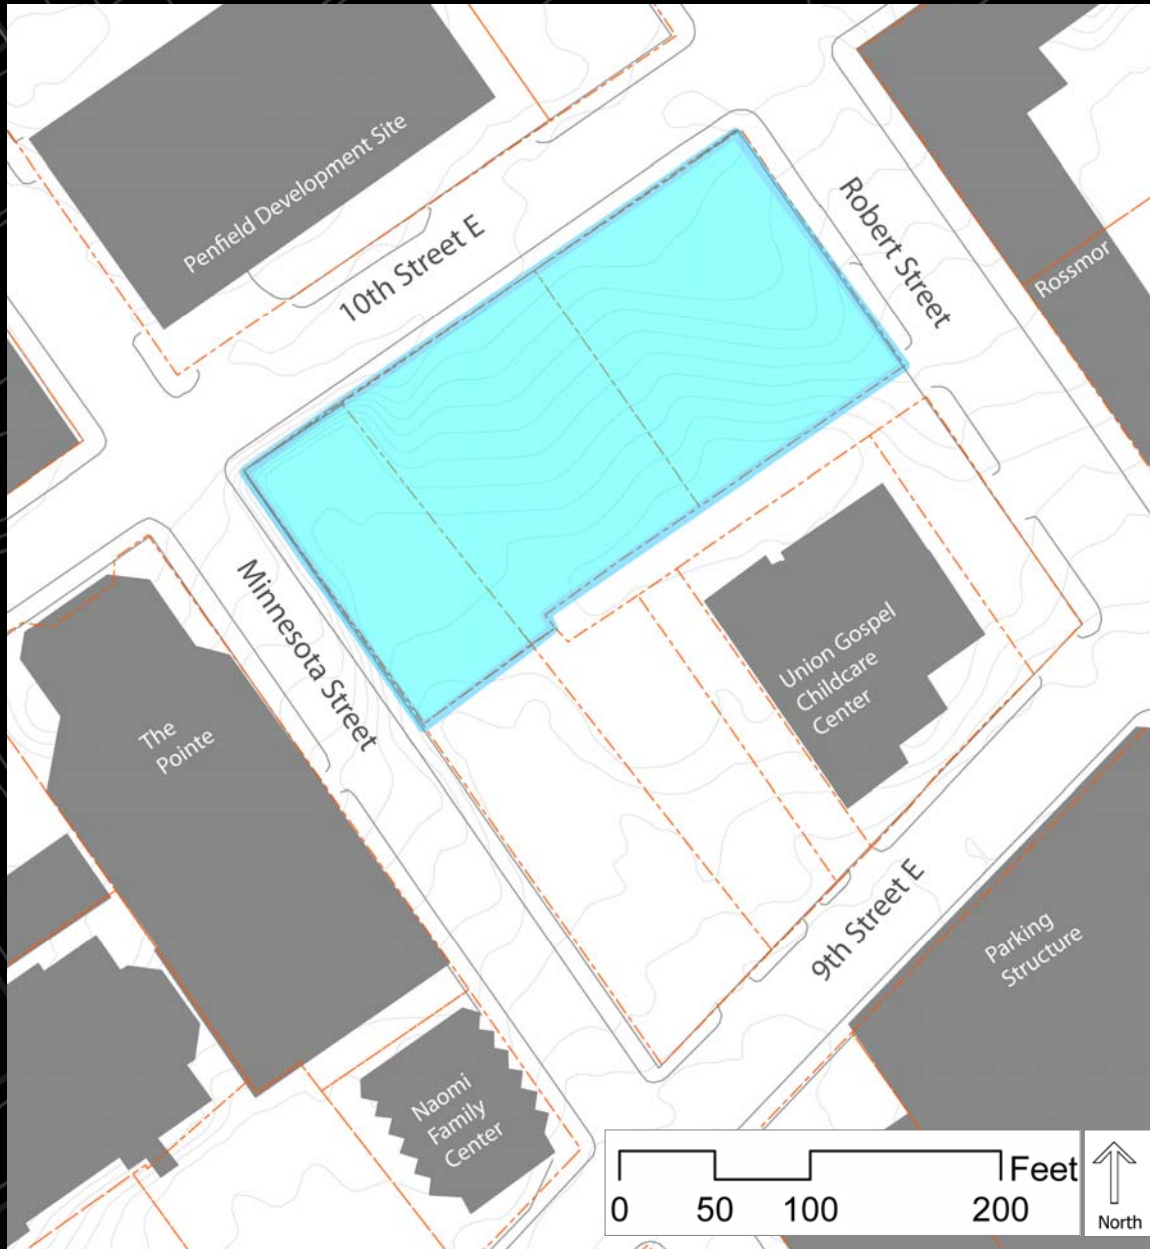 Penfield Development Site
10th Street E
Robert Street
Rossmor
Minnesota Street
The
Pointe
Union Gospel
Childcare
Center
9th Street E
Parking
Structure
Naomi
Family
Center
Feet
0 50 100 200
North